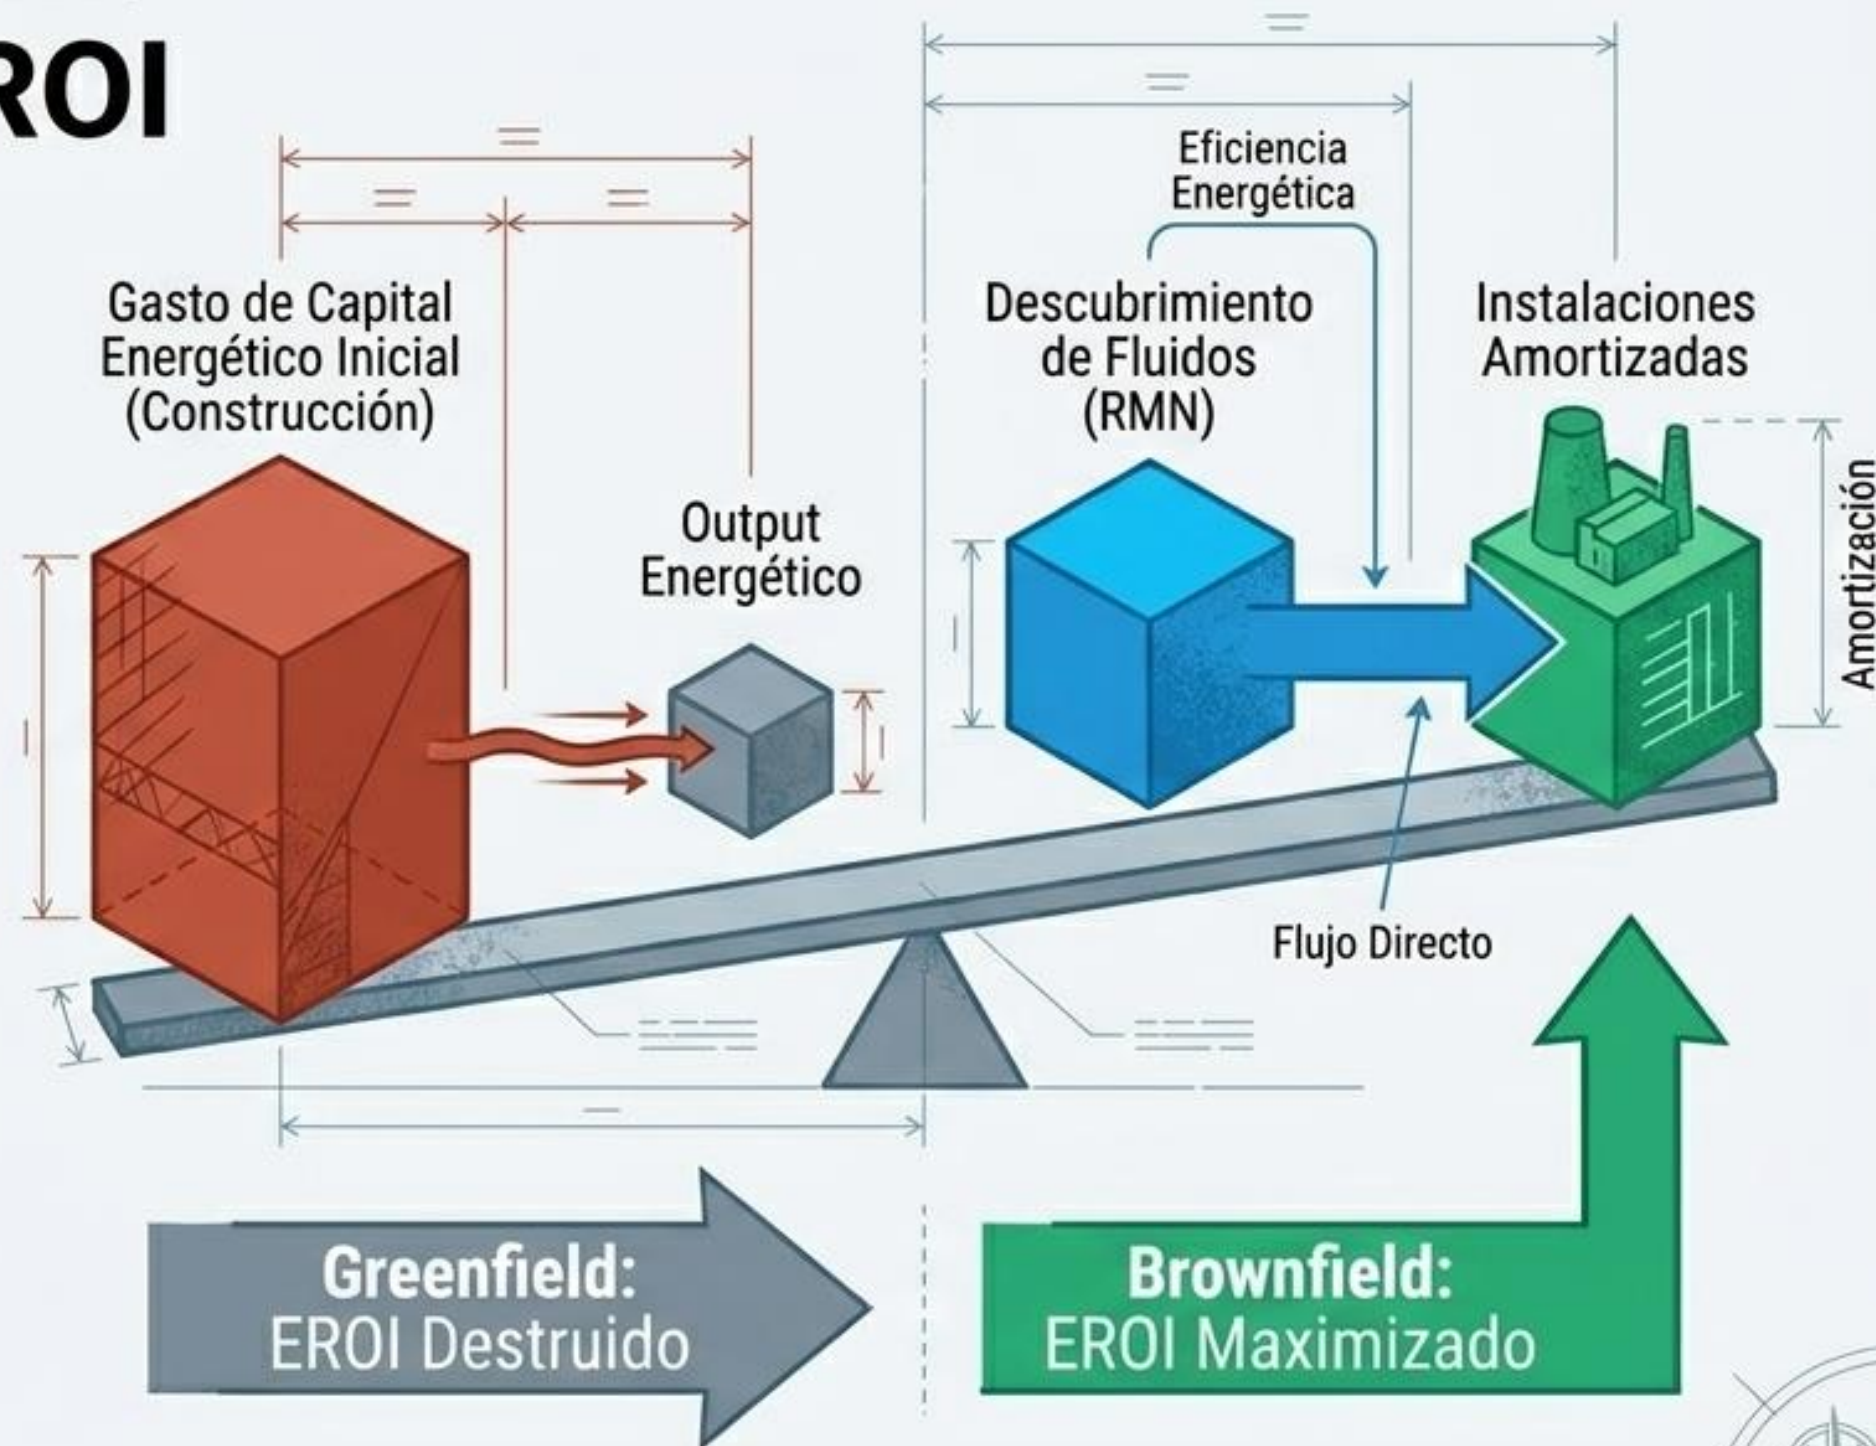 ROI
Eficiencia
Energética
Gasto de Capital
Energético Inicial
(Construcción)
Output
Energético
Descubrimiento
de Fluidos
(RMN)
Instalaciones
Amortizadas
Amortización
Flujo Directo
Greenfield:
EROI Destruido
Brownfield:
EROI Maximizado